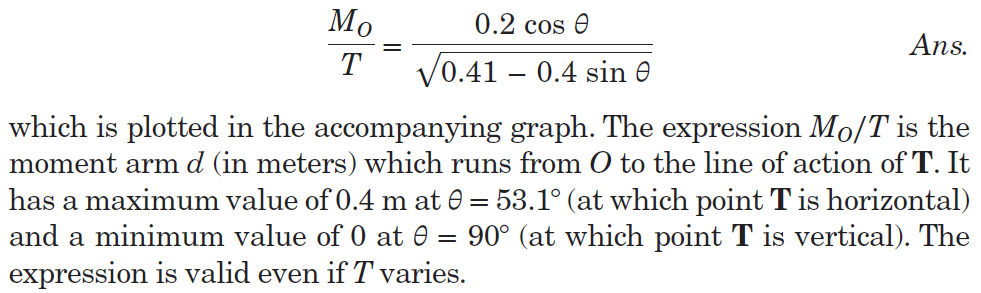 M_O/T = 0.2 cos θ / √(0.41 – 0.4 sin θ) Ans.
which is plotted in the accompanying graph. The expression M_O/T is the
moment arm d (in meters) which runs from O to the line of action of T. It
has a maximum value of 0.4 m at θ = 53.1° (at which point T is horizontal)
and a minimum value of 0 at θ = 90° (at which point T is vertical). The
expression is valid even if T varies.